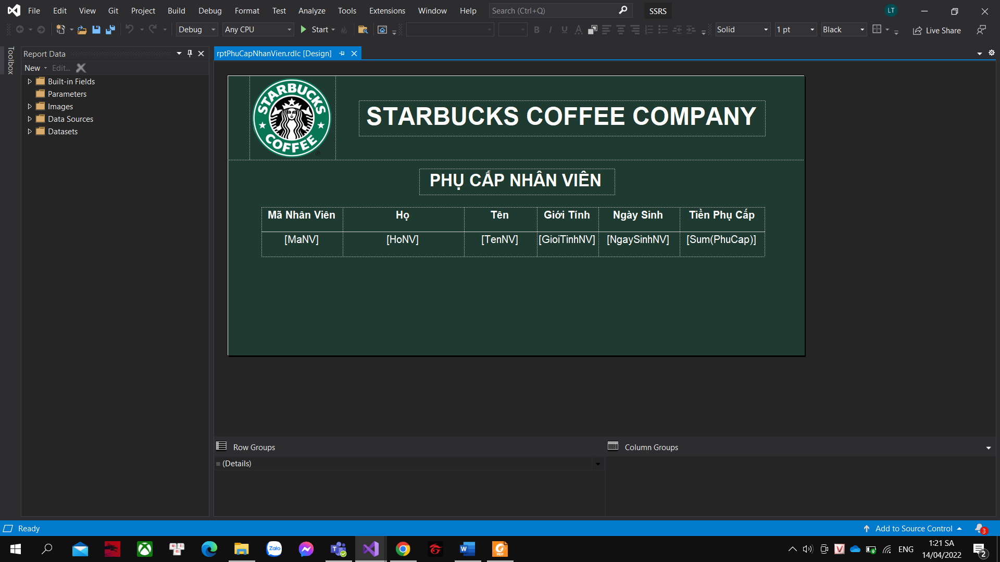 File Edit View Git Project Build Debug Format Test Analyze Tools Extensions Window Help Search (Ctrl+Q) SSRS LT
Debug Any CPU Start Solid 1 pt Black Live Share
Toolbox
Report Data
rptPhuCapNhanVien.rdlc [Design]
New Edit...
Built-in Fields
Parameters
Images
Data Sources
Datasets
STARBUCKS
COFFEE
STARBUCKS COFFEE COMPANY
PHỤ CẤP NHÂN VIÊN
Mã Nhân Viên Họ Tên Giới Tính Ngày Sinh Tiền Phụ Cấp
[MaNV] [HoNV] [TenNV] [GioiTinhNV] [NgaySinhNV] [Sum(PhuCap)]
Row Groups Column Groups
(Details)
Ready Add to Source Control 3
Zalo
PDF
ENG
1:21 SA
14/04/2022
2